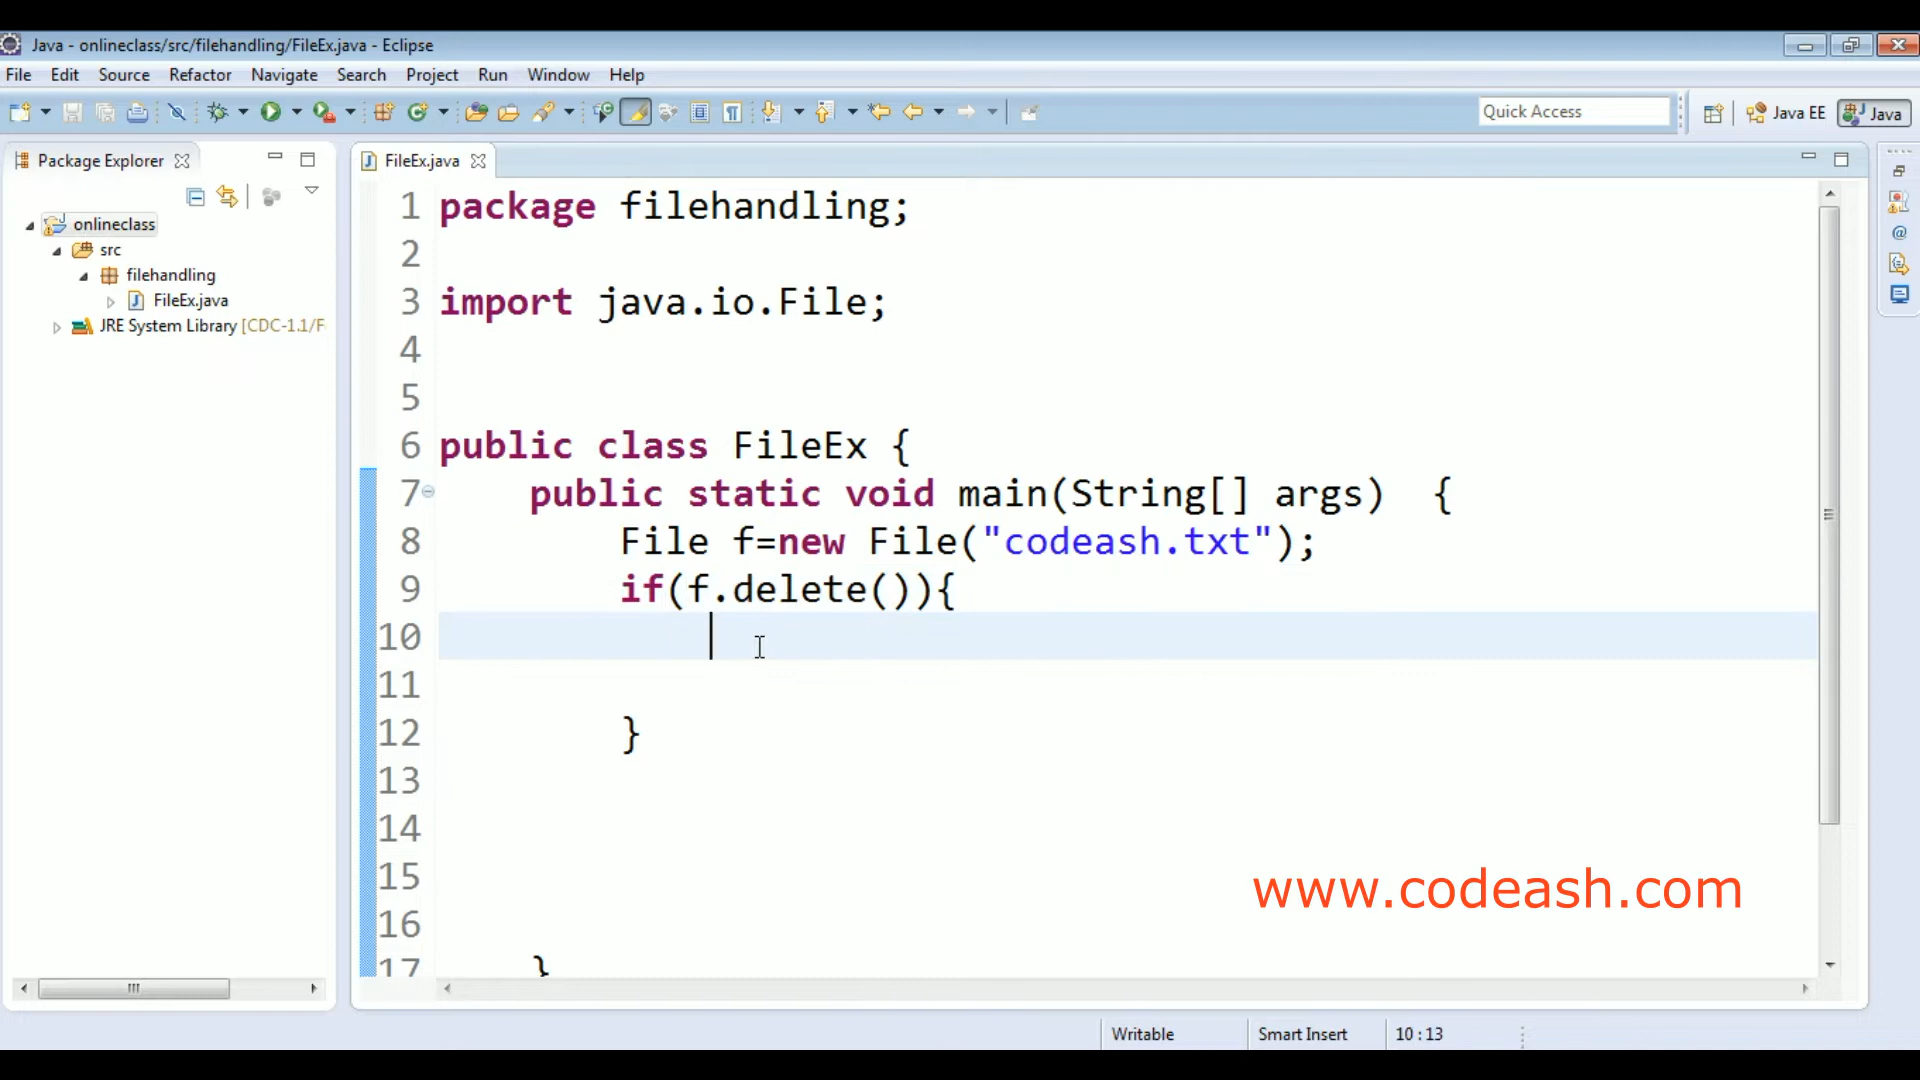 Java - onlineclass/src/filehandling/FileEx.java - Eclipse
File Edit Source Refactor Navigate Search Project Run Window Help
Quick Access Java EE Java
Package Explorer
FileEx.java
onlineclass
src
filehandling
FileEx.java
JRE System Library [CDC-1.1/F
1 package filehandling;
2
3 import java.io.File;
4
5
6 public class FileEx {
7 public static void main(String[] args) {
8 File f=new File("codeash.txt");
9 if(f.delete()){
10
11
12 }
13
14
15
16
17 }
www.codeash.com
Writable Smart Insert 10 : 13